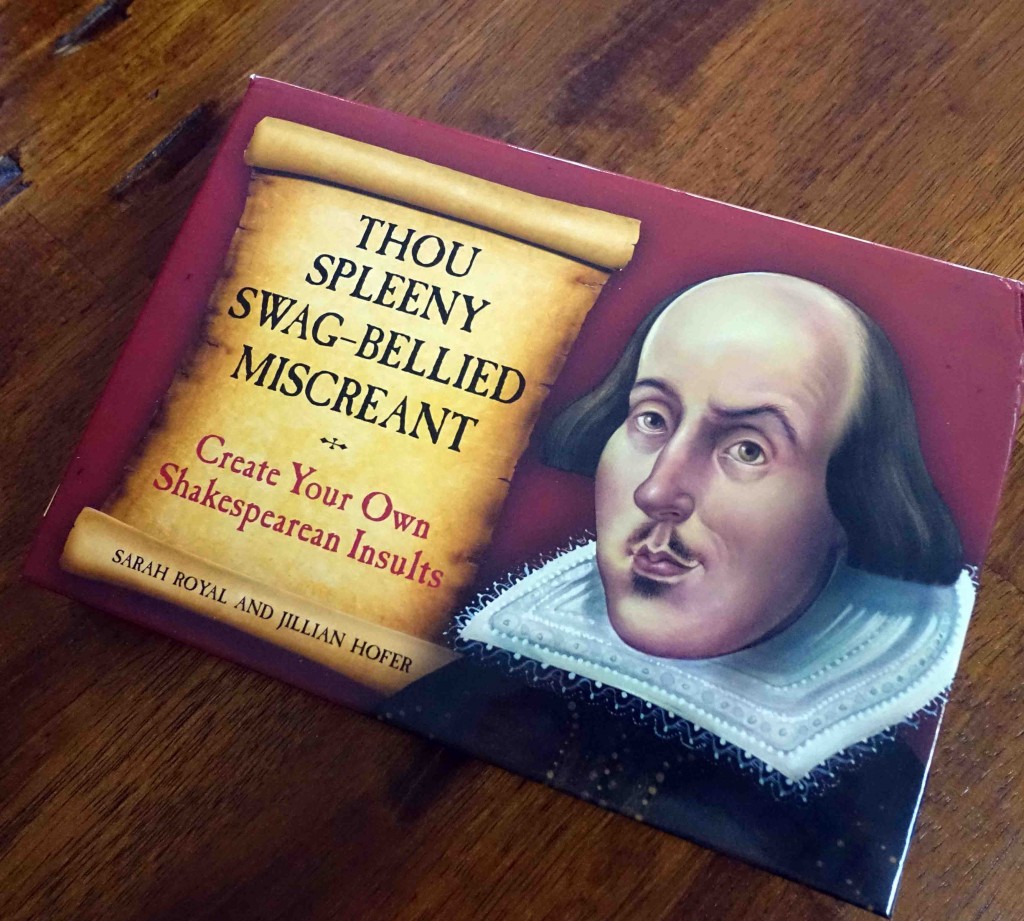 THOU
SPLEENY
SWAG-BELLIED
MISCREANT
Create Your Own
Shakespearean Insults
SARAH ROYAL AND JILLIAN HOFER